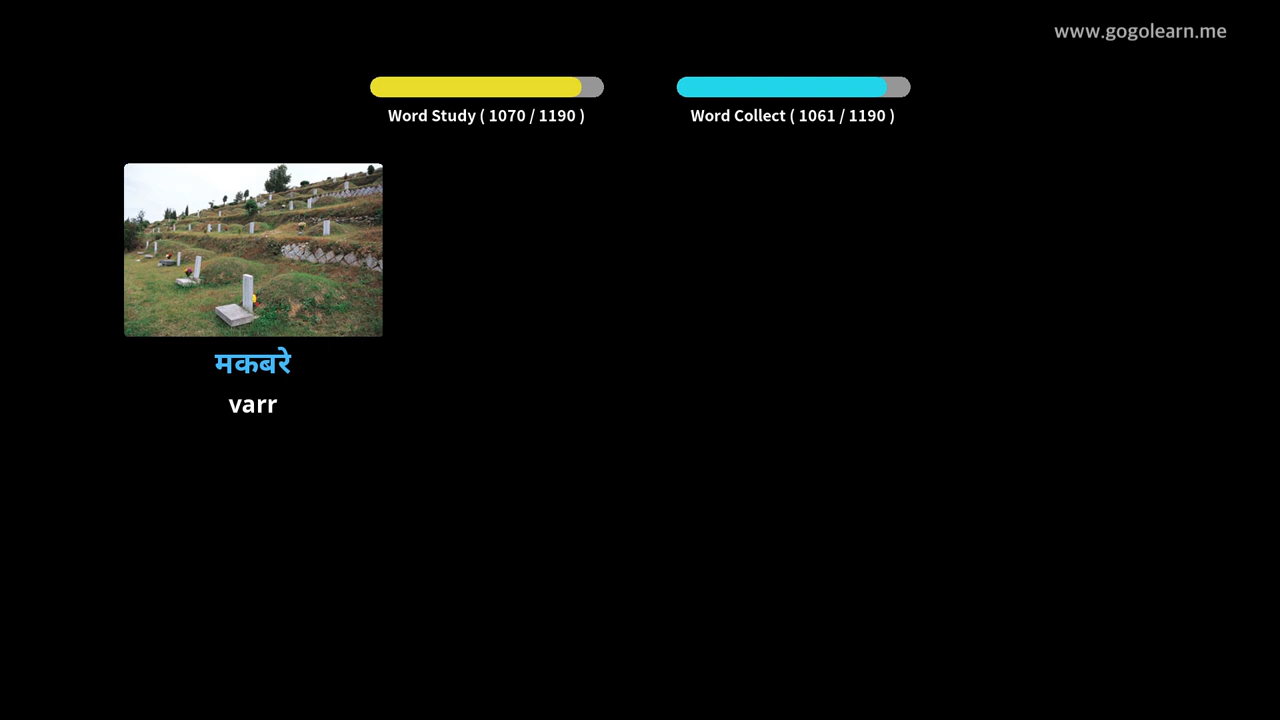 www.gogolearn.me
Word Study ( 1070 / 1190 )
Word Collect ( 1061 / 1190 )
मकबरे
varr